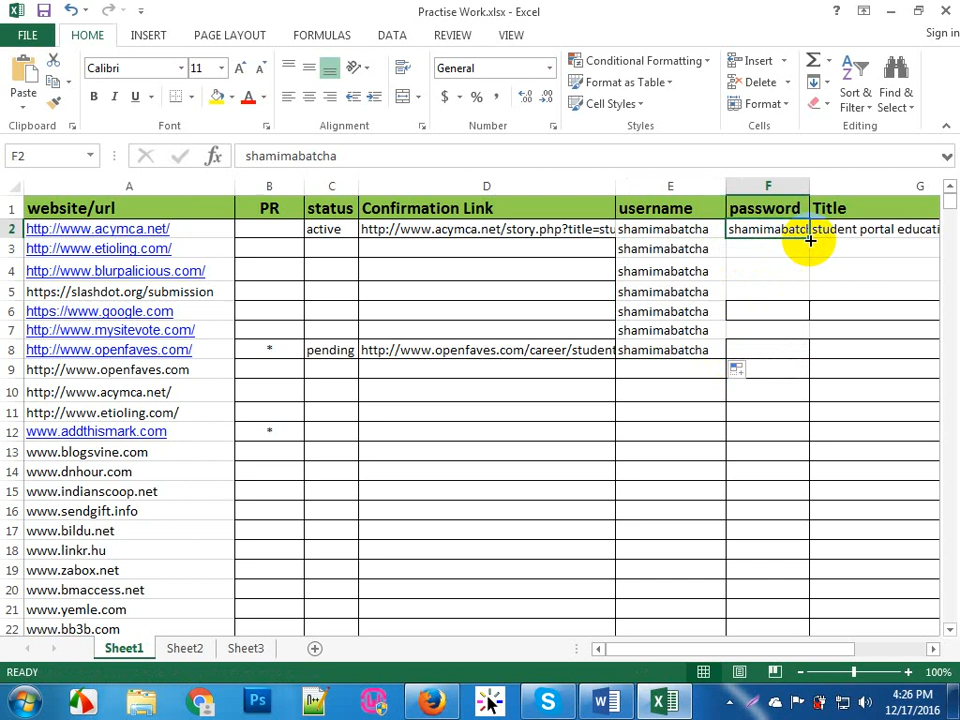 Practise Work.xlsx - Excel
Sign in
FILE HOME INSERT PAGE LAYOUT FORMULAS DATA REVIEW VIEW
Calibri 11 General Conditional Formatting Insert
Paste Format as Table Delete Sort & Find &
B I U A $ % , Cell Styles Format Filter Select
Clipboard Font Alignment Number Styles Cells Editing
F2 fx shamimabatcha
A B C D E F G
1 website/url PR status Confirmation Link username password Title
2 http://www.acymca.net/ active http://www.acymca.net/story.php?title=stu shamimabatcha shamimabatch student portal educati
3 http://www.etioling.com/ shamimabatcha
4 http://www.blurpalicious.com/ shamimabatcha
5 https://slashdot.org/submission shamimabatcha
6 https://www.google.com shamimabatcha
7 http://www.mysitevote.com/ shamimabatcha
8 http://www.openfaves.com/ * pending http://www.openfaves.com/career/student shamimabatcha
9 http://www.openfaves.com
10 http://www.acymca.net/
11 http://www.etioling.com/
12 www.addthismark.com *
13 www.blogsvine.com
14 www.dnhour.com
15 www.indianscoop.net
16 www.sendgift.info
17 www.bildu.net
18 www.linkr.hu
19 www.zabox.net
20 www.bmaccess.net
21 www.yemle.com
22 www.bb3b.com
Sheet1 Sheet2 Sheet3
READY 100%
Ps S W X 4:26 PM
12/17/2016